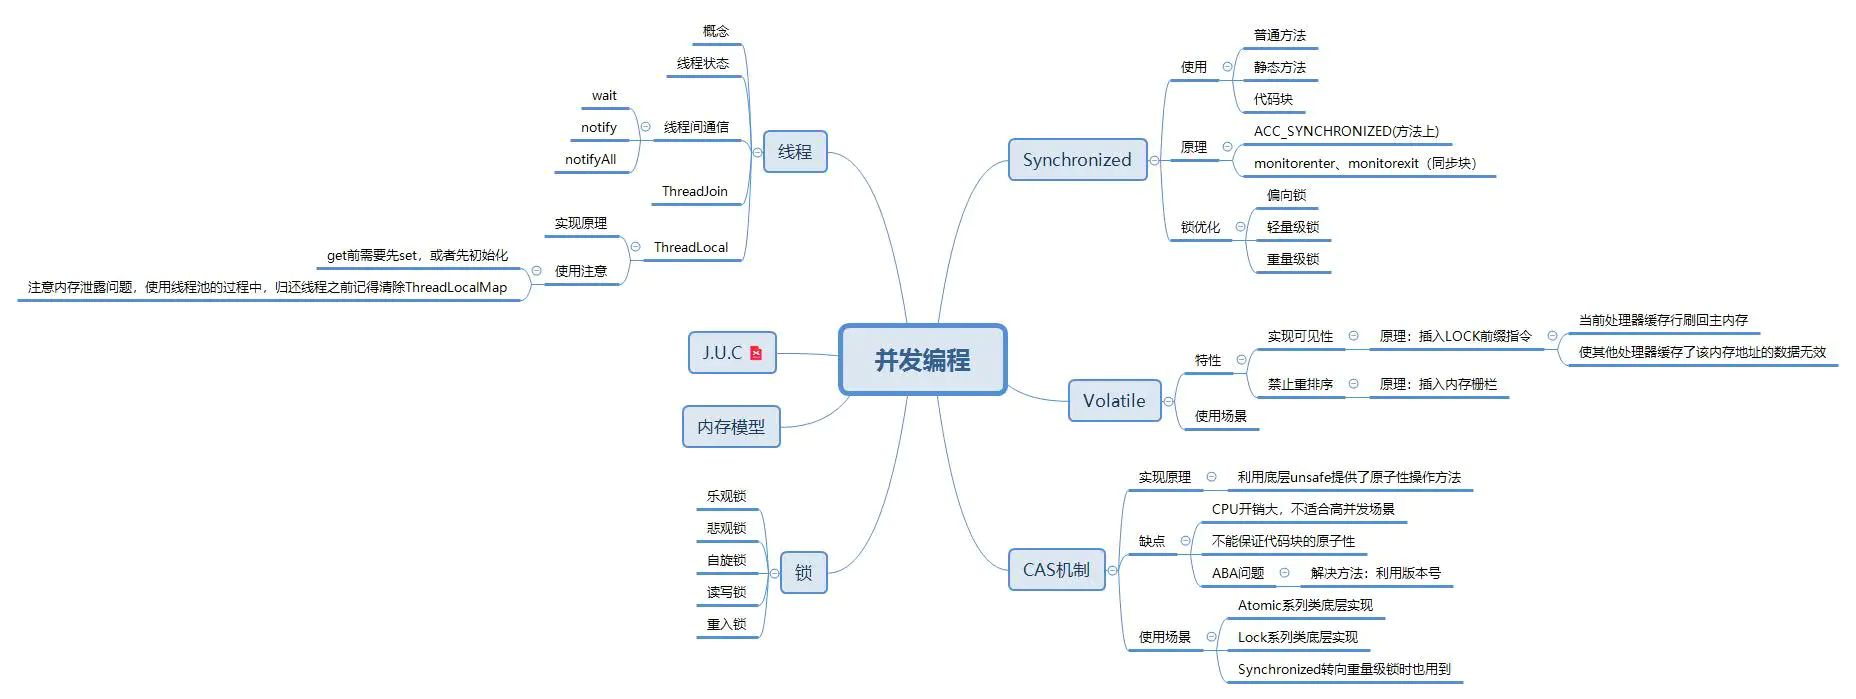 并发编程
线程
概念
线程状态
线程间通信
wait
notify
notifyAll
ThreadJoin
ThreadLocal
实现原理
使用注意
get前需要先set，或者先初始化
注意内存泄露问题，使用线程池的过程中，归还线程之前记得清除ThreadLocalMap
J.U.C
内存模型
锁
乐观锁
悲观锁
自旋锁
读写锁
重入锁
Synchronized
使用
普通方法
静态方法
代码块
原理
ACC_SYNCHRONIZED(方法上)
monitorenter、monitorexit（同步块）
锁优化
偏向锁
轻量级锁
重量级锁
Volatile
特性
实现可见性
原理：插入LOCK前缀指令
当前处理器缓存行刷回主内存
使其他处理器缓存了该内存地址的数据无效
禁止重排序
原理：插入内存栅栏
使用场景
CAS机制
实现原理
利用底层unsafe提供了原子性操作方法
缺点
CPU开销大，不适合高并发场景
不能保证代码块的原子性
ABA问题
解决方法：利用版本号
使用场景
Atomic系列类底层实现
Lock系列类底层实现
Synchronized转向重量级锁时也用到